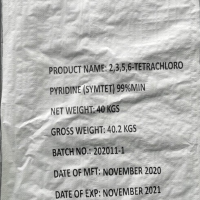 PRODUCT NAME: 2,3,5,6-TETRACHLORO
PYRIDINE (SYMTET) 99%MIN
NET WEIGHT: 40 KGS
GROSS WEIGHT: 40.2 KGS
BATCH NO.: 202011-1
DATE OF MFT: NOVEMBER 2020
DATE OF EXP: NOVEMBER 2021